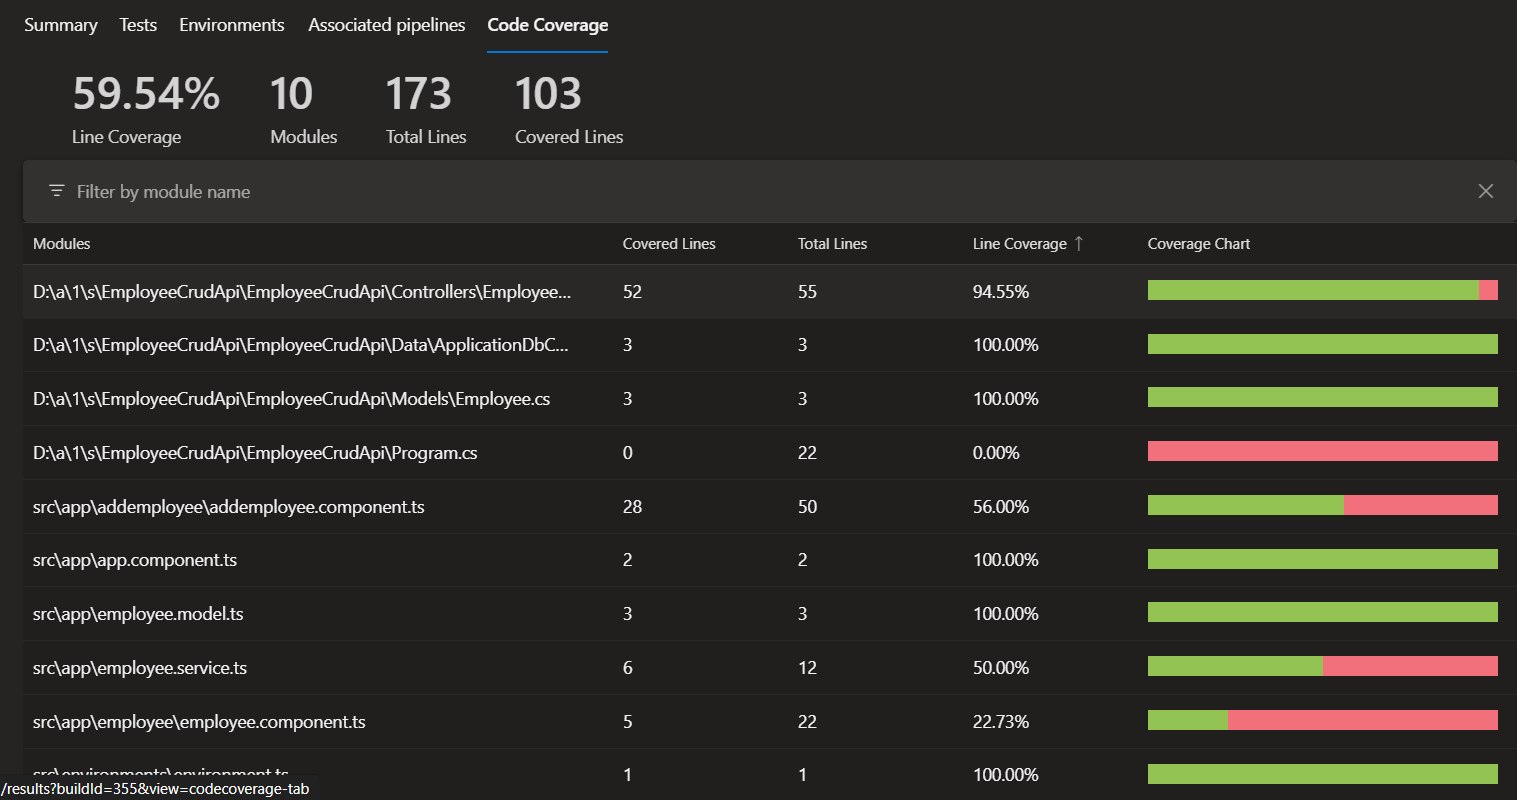 Summary Tests Environments Associated pipelines Code Coverage
59.54% 10 173 103
Line Coverage Modules Total Lines Covered Lines
Filter by module name
Modules Covered Lines Total Lines Line Coverage ↑ Coverage Chart
D:\a\1\s\EmployeeCrudApi\EmployeeCrudApi\Controllers\Employee... 52 55 94.55%
D:\a\1\s\EmployeeCrudApi\EmployeeCrudApi\Data\ApplicationDbC... 3 3 100.00%
D:\a\1\s\EmployeeCrudApi\EmployeeCrudApi\Models\Employee.cs 3 3 100.00%
D:\a\1\s\EmployeeCrudApi\EmployeeCrudApi\Program.cs 0 22 0.00%
src\app\addemployee\addemployee.component.ts 28 50 56.00%
src\app\app.component.ts 2 2 100.00%
src\app\employee.model.ts 3 3 100.00%
src\app\employee.service.ts 6 12 50.00%
src\app\employee\employee.component.ts 5 22 22.73%
src\environments\environment.ts 1 1 100.00%
/results?buildId=355&view=codecoverage-tab